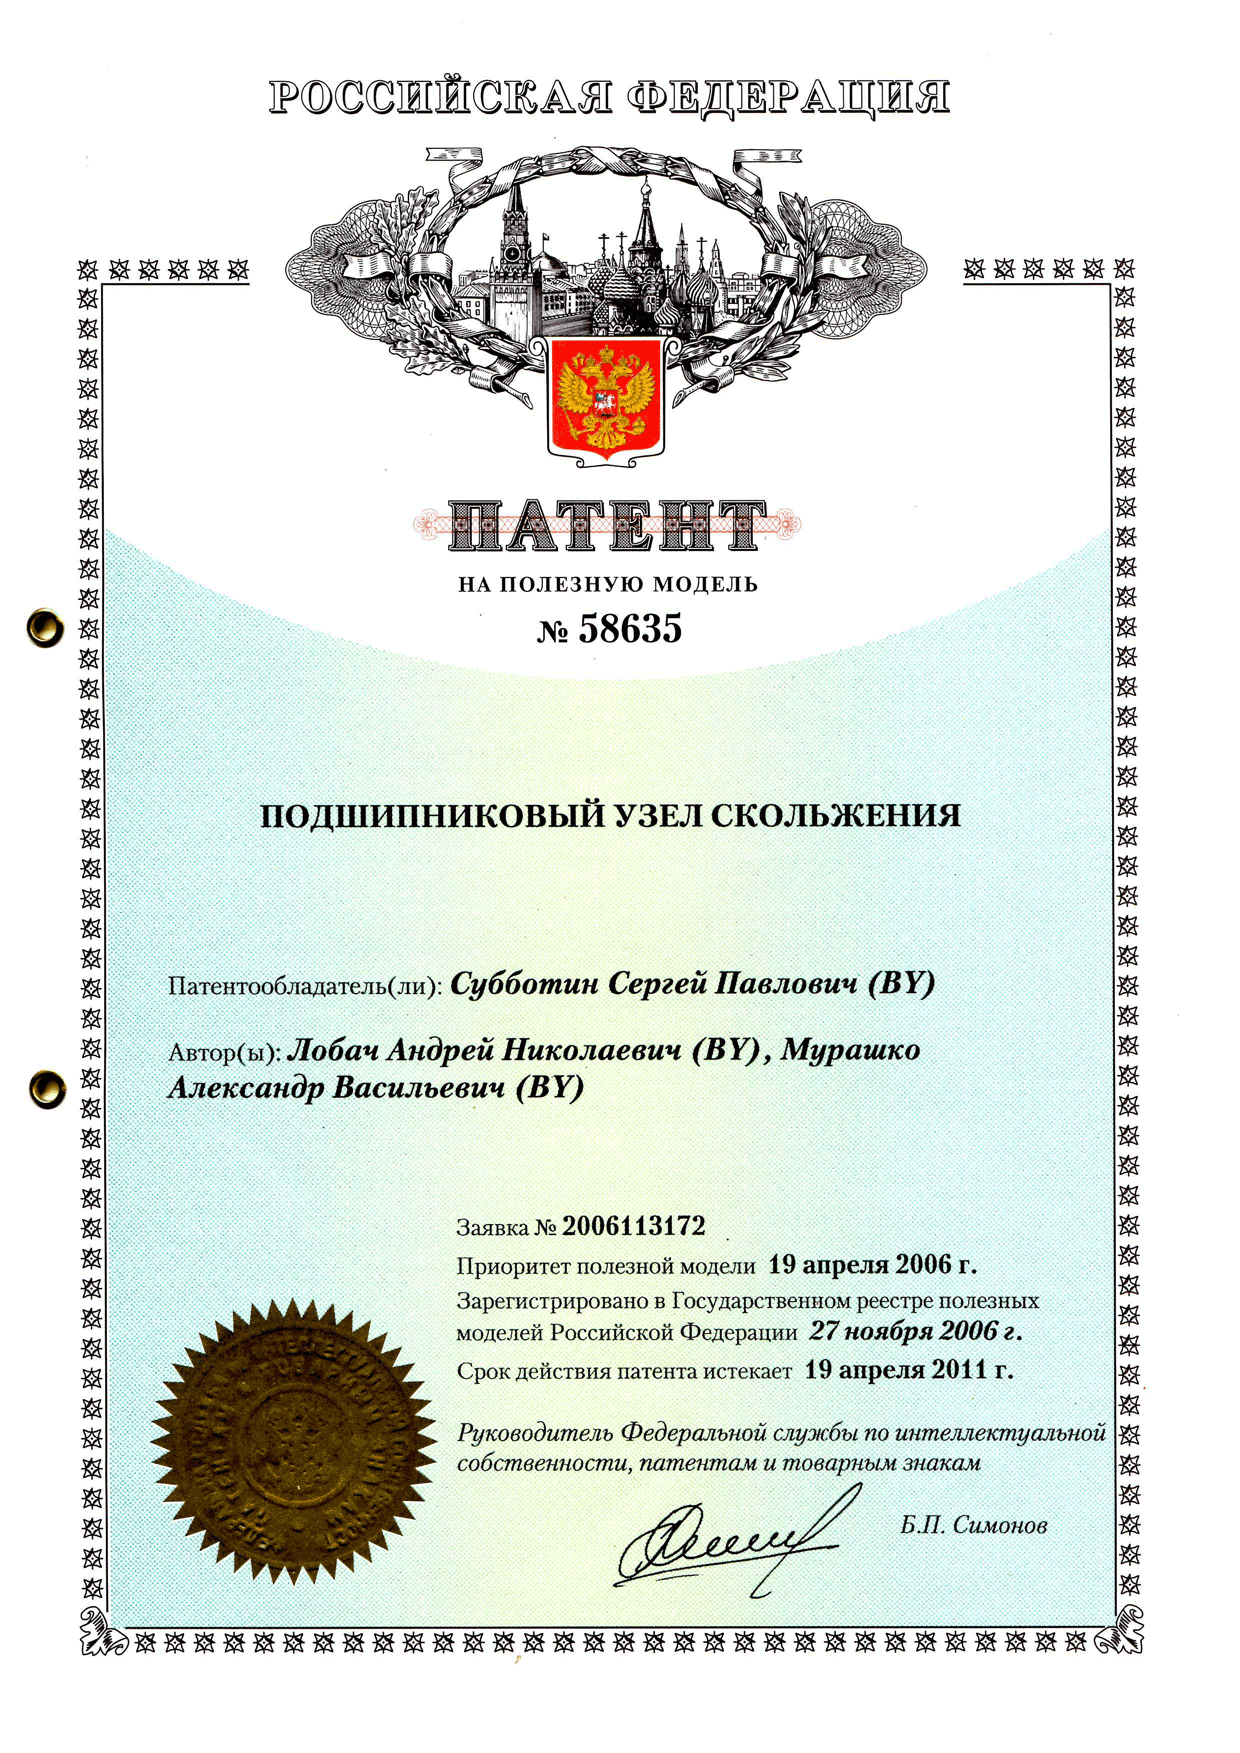 РОССИЙСКАЯ ФЕДЕРАЦИЯ
ПАТЕНТ
НА ПОЛЕЗНУЮ МОДЕЛЬ
№ 58635
ПОДШИПНИКОВЫЙ УЗЕЛ СКОЛЬЖЕНИЯ
Патентообладатель(ли): Субботин Сергей Павлович (BY)
Автор(ы): Лобач Андрей Николаевич (BY), Мурашко
Александр Васильевич (BY)
Заявка № 2006113172
Приоритет полезной модели 19 апреля 2006 г.
Зарегистрировано в Государственном реестре полезных
моделей Российской Федерации 27 ноября 2006 г.
Срок действия патента истекает 19 апреля 2011 г.
Руководитель Федеральной службы по интеллектуальной
собственности, патентам и товарным знакам
Б.П. Симонов